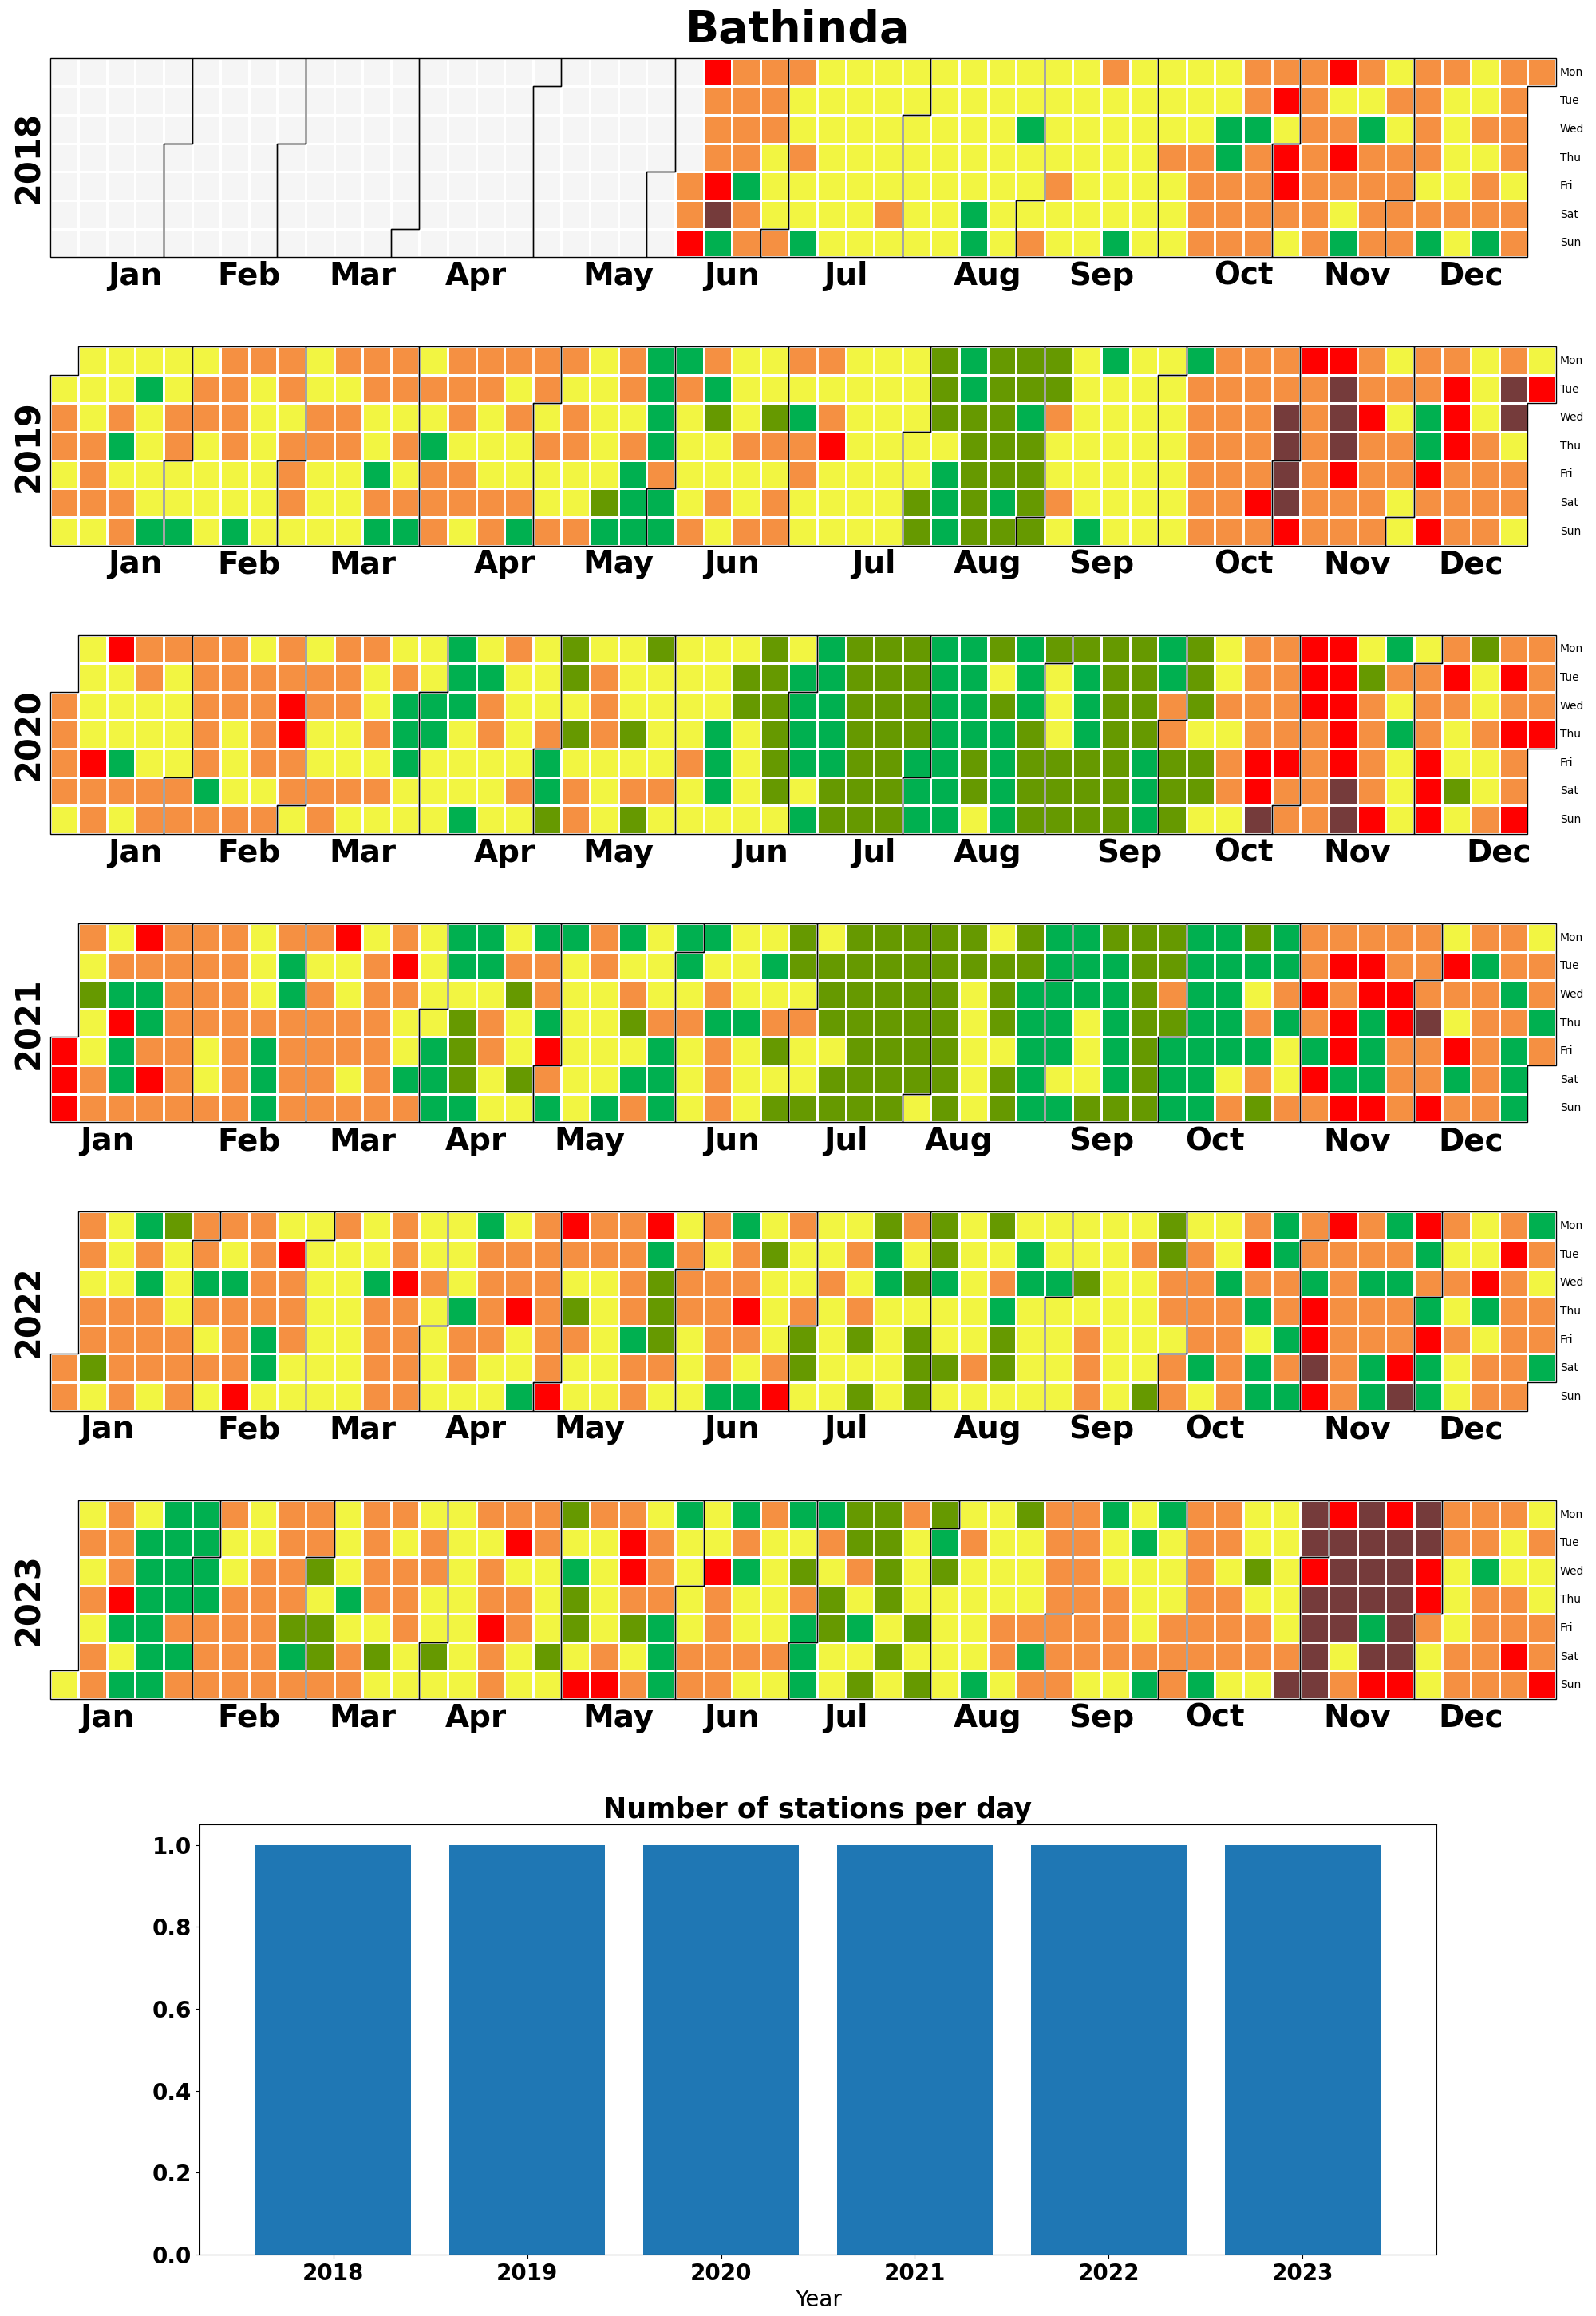 Bathinda
2018
Mon
Tue
Wed
Thu
Fri
Sat
Sun
Jan Feb Mar Apr May Jun Jul Aug Sep Oct Nov Dec
2019
Mon
Tue
Wed
Thu
Fri
Sat
Sun
Jan Feb Mar Apr May Jun Jul Aug Sep Oct Nov Dec
2020
Mon
Tue
Wed
Thu
Fri
Sat
Sun
Jan Feb Mar Apr May Jun Jul Aug Sep Oct Nov Dec
2021
Mon
Tue
Wed
Thu
Fri
Sat
Sun
Jan Feb Mar Apr May Jun Jul Aug Sep Oct Nov Dec
2022
Mon
Tue
Wed
Thu
Fri
Sat
Sun
Jan Feb Mar Apr May Jun Jul Aug Sep Oct Nov Dec
2023
Mon
Tue
Wed
Thu
Fri
Sat
Sun
Jan Feb Mar Apr May Jun Jul Aug Sep Oct Nov Dec
Number of stations per day
1.0
0.8
0.6
0.4
0.2
0.0
2018 2019 2020 2021 2022 2023
Year